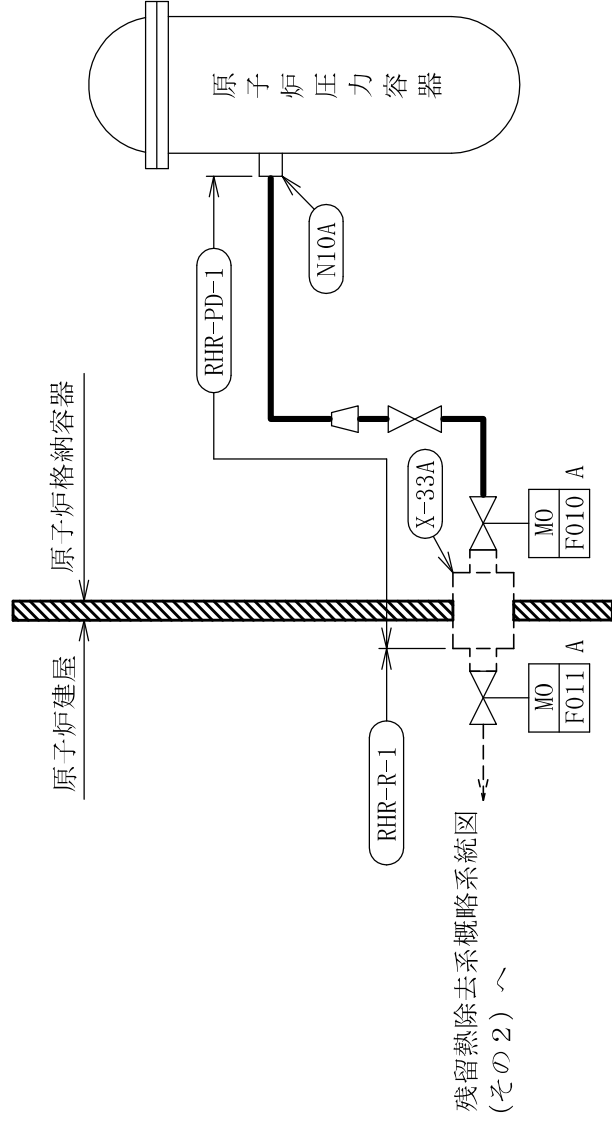 原子炉建屋
原子炉格納容器
原子炉圧力容器
RHR-PD-1
N10A
RHR-R-1
X-33A
MO
F011
A
MO
F010
A
残留熱除去系概略系統図
(その2) へ